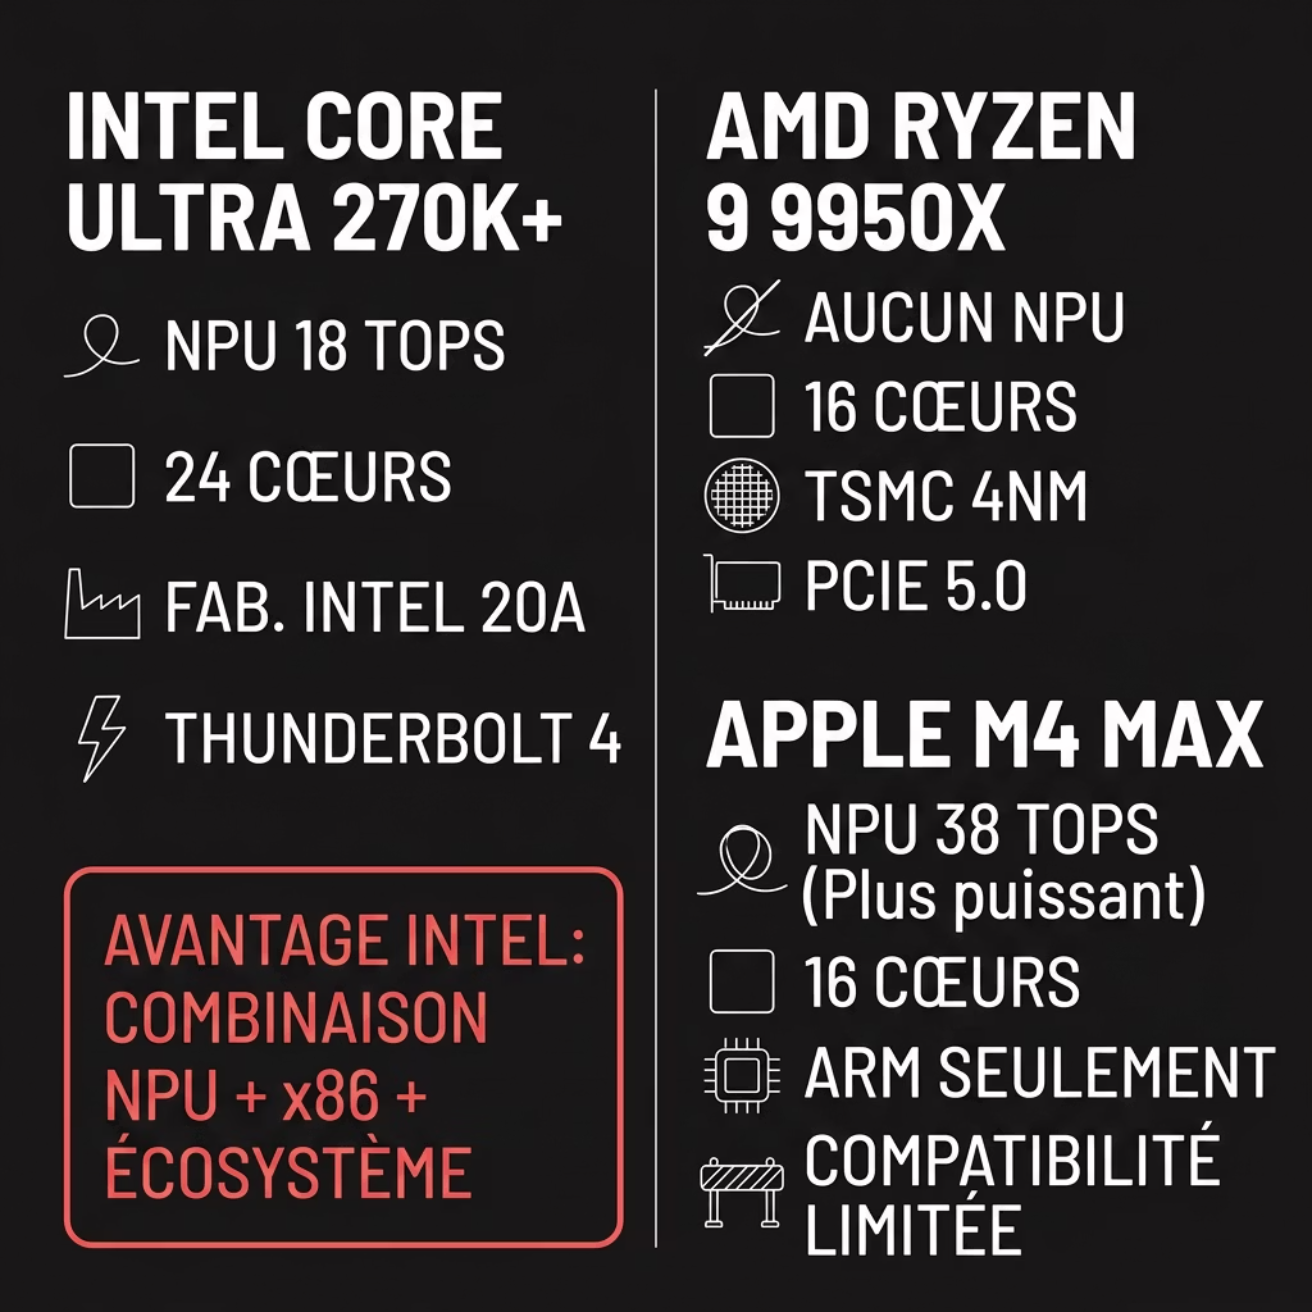 INTEL CORE
ULTRA 270K+
NPU 18 TOPS
24 CŒURS
FAB. INTEL 20A
THUNDERBOLT 4
AVANTAGE INTEL:
COMBINAISON
NPU + x86 +
ÉCOSYSTÈME
AMD RYZEN
9 9950X
AUCUN NPU
16 CŒURS
TSMC 4NM
PCIE 5.0
APPLE M4 MAX
NPU 38 TOPS
(Plus puissant)
16 CŒURS
ARM SEULEMENT
COMPATIBILITÉ
LIMITÉE